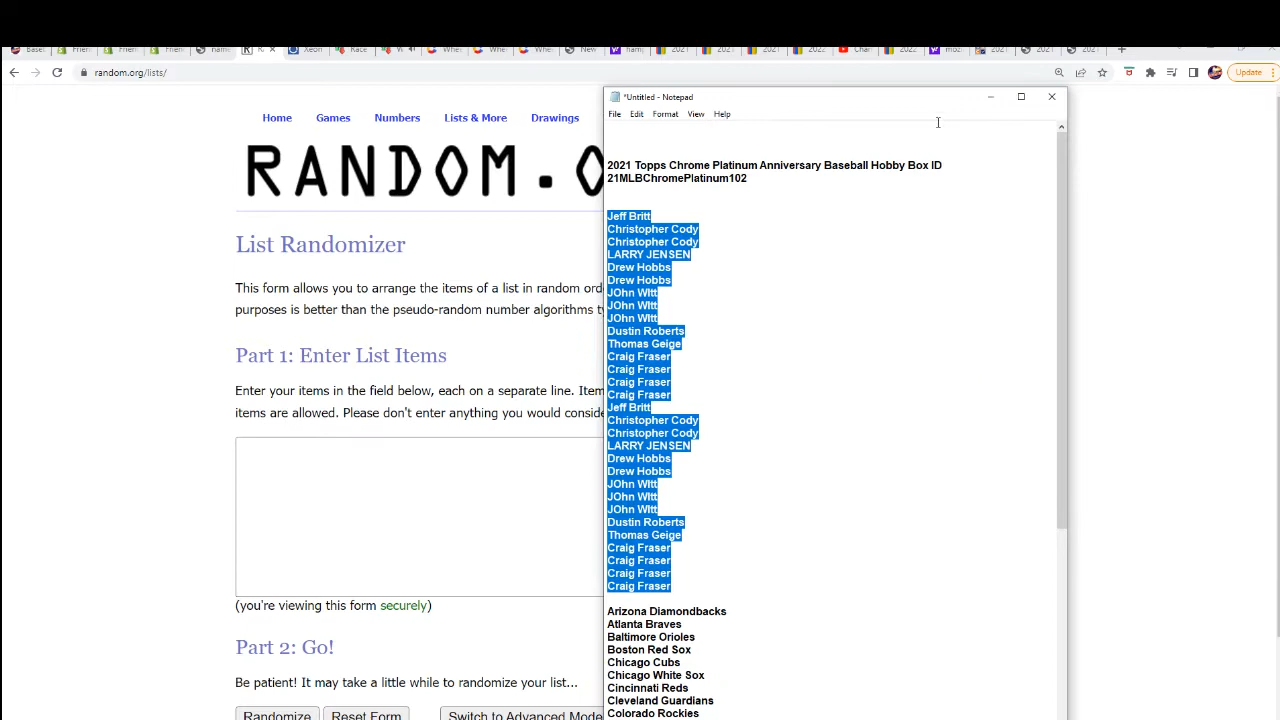 random.org/lists/
Update
Home Games Numbers Lists & More Drawings
RANDOM.O
List Randomizer
This form allows you to arrange the items of a list in random ord
purposes is better than the pseudo-random number algorithms ty
Part 1: Enter List Items
Enter your items in the field below, each on a separate line. Item
items are allowed. Please don't enter anything you would conside
(you're viewing this form securely)
Part 2: Go!
Be patient! It may take a little while to randomize your list...
Randomize Reset Form Switch to Advanced Mode
*Untitled - Notepad
File Edit Format View Help
2021 Topps Chrome Platinum Anniversary Baseball Hobby Box ID
21MLBChromePlatinum102
Jeff Britt
Christopher Cody
Christopher Cody
LARRY JENSEN
Drew Hobbs
Drew Hobbs
JOhn WItt
JOhn WItt
JOhn WItt
Dustin Roberts
Thomas Geige
Craig Fraser
Craig Fraser
Craig Fraser
Craig Fraser
Jeff Britt
Christopher Cody
Christopher Cody
LARRY JENSEN
Drew Hobbs
Drew Hobbs
JOhn WItt
JOhn WItt
JOhn WItt
Dustin Roberts
Thomas Geige
Craig Fraser
Craig Fraser
Craig Fraser
Craig Fraser
Arizona Diamondbacks
Atlanta Braves
Baltimore Orioles
Boston Red Sox
Chicago Cubs
Chicago White Sox
Cincinnati Reds
Cleveland Guardians
Colorado Rockies